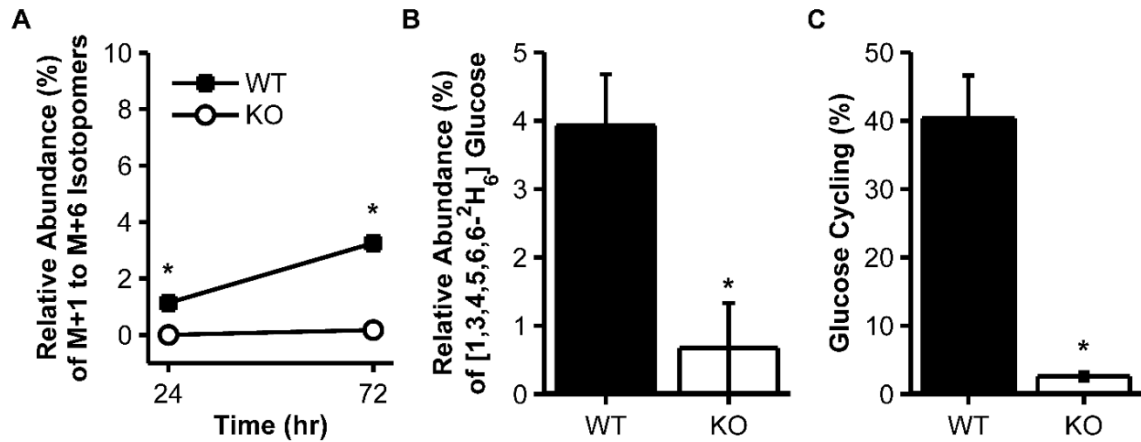 A
Relative Abundance (%)
of M+1 to M+6 Isotopomers
10
8
6
4
2
0
WT
KO
*
*
24
72
Time (hr)
B
Relative Abundance (%)
of [1,3,4,5,6,6-²H₆] Glucose
5
4
3
2
1
0
*
WT
KO
C
Glucose Cycling (%)
50
40
30
20
10
0
*
WT
KO